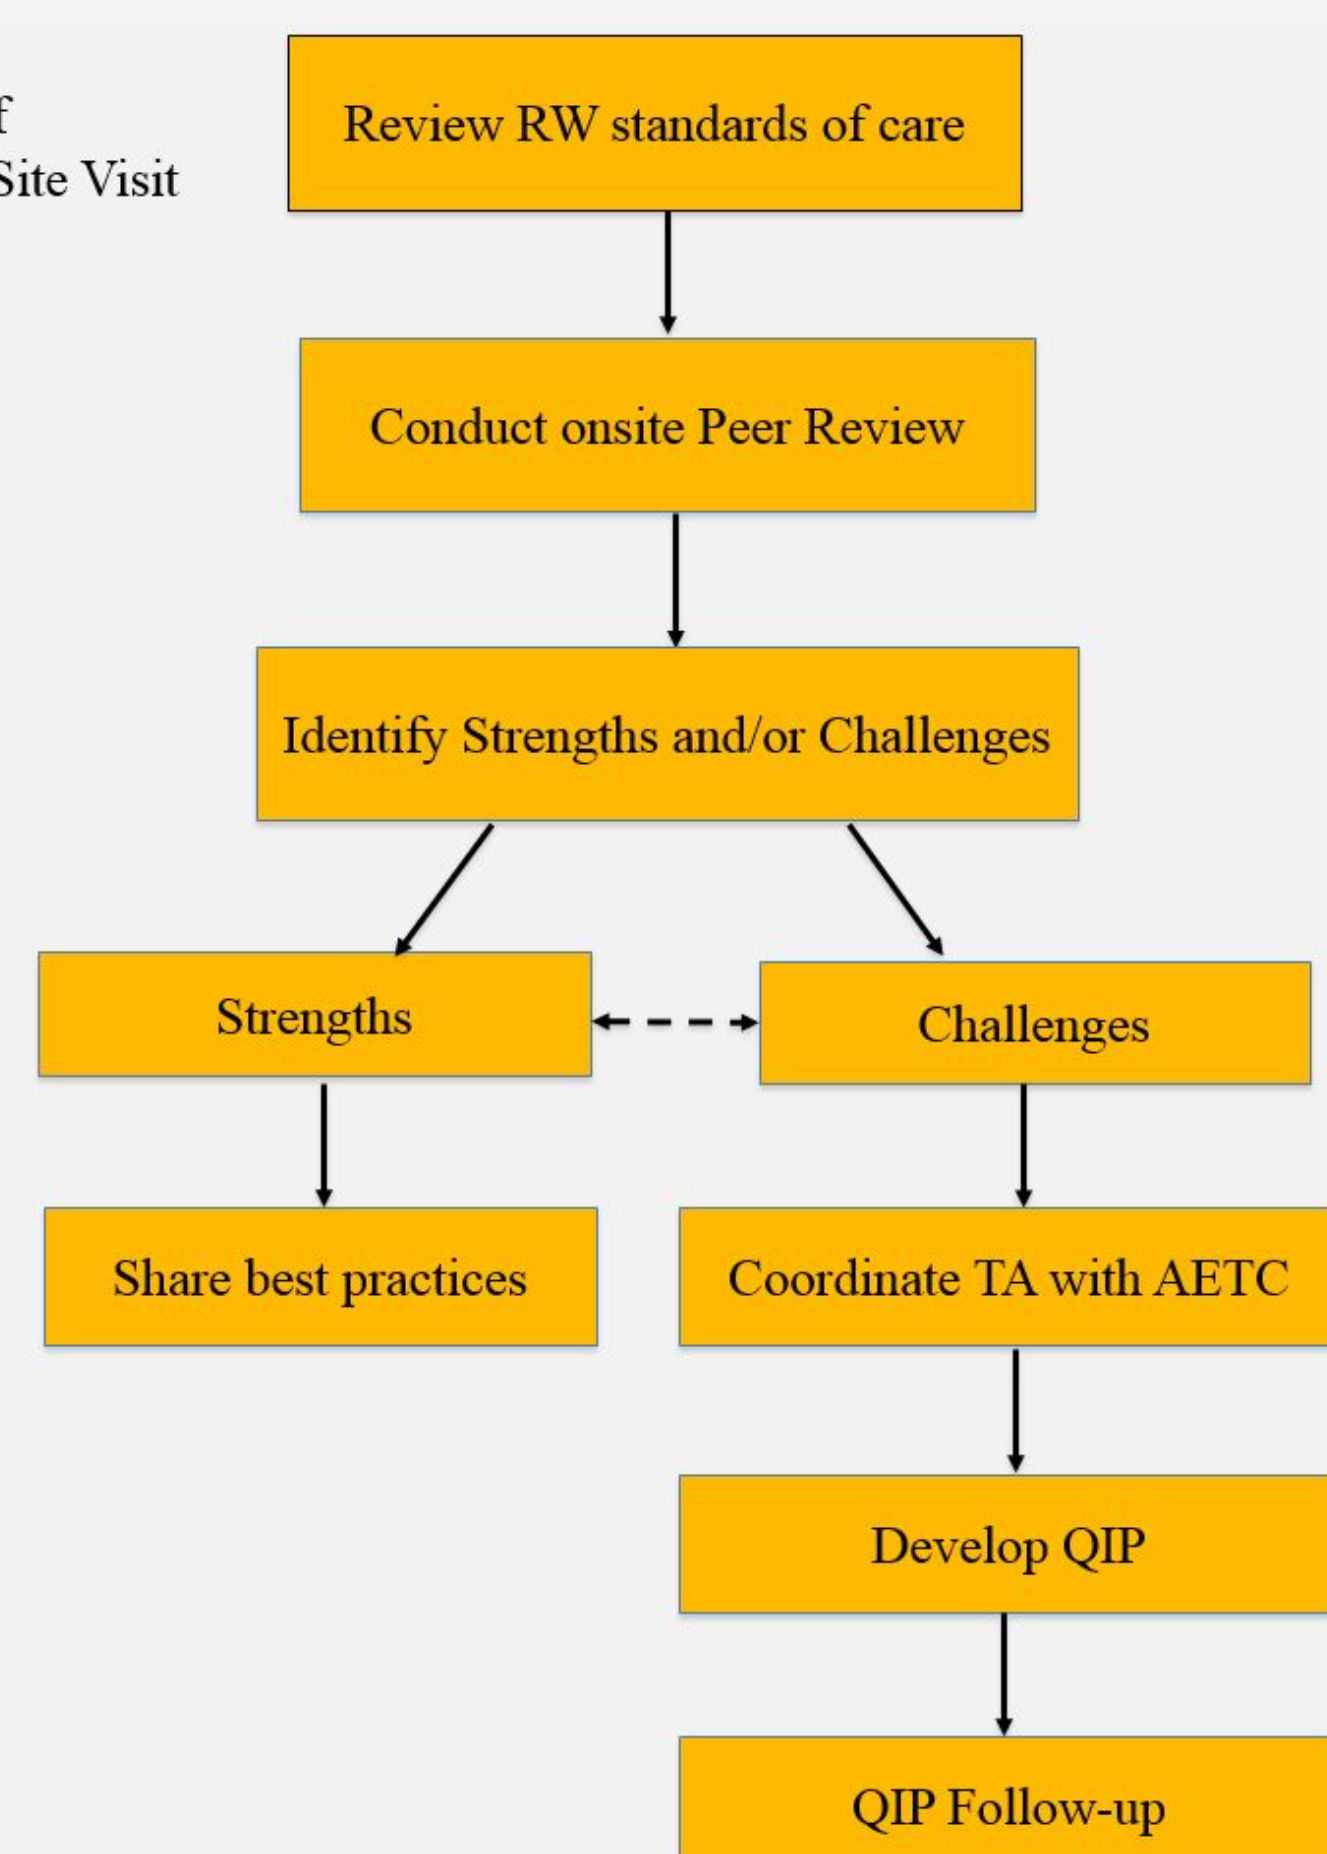 f
Site Visit
Review RW standards of care
Conduct onsite Peer Review
Identify Strengths and/or Challenges
Strengths
Challenges
Share best practices
Coordinate TA with AETC
Develop QIP
QIP Follow-up